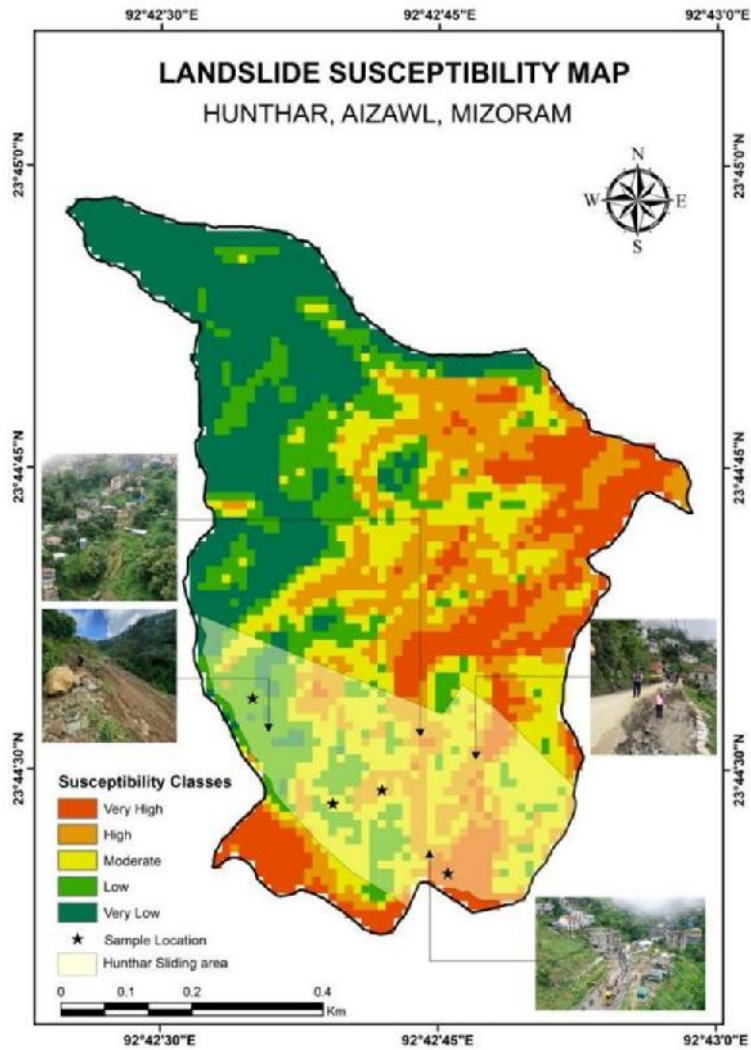 92°42'30"E 92°42'45"E 92°43'0"E
LANDSLIDE SUSCEPTIBILITY MAP
HUNTHAR, AIZAWL, MIZORAM
N
W E
S
23°45'0"N 23°45'0"N
23°44'45"N 23°44'45"N
23°44'30"N 23°44'30"N
Susceptibility Classes
Very High
High
Moderate
Low
Very Low
Sample Location
Hunthar Sliding area
0 0.1 0.2 0.4
Km
92°42'30"E 92°42'45"E 92°43'0"E